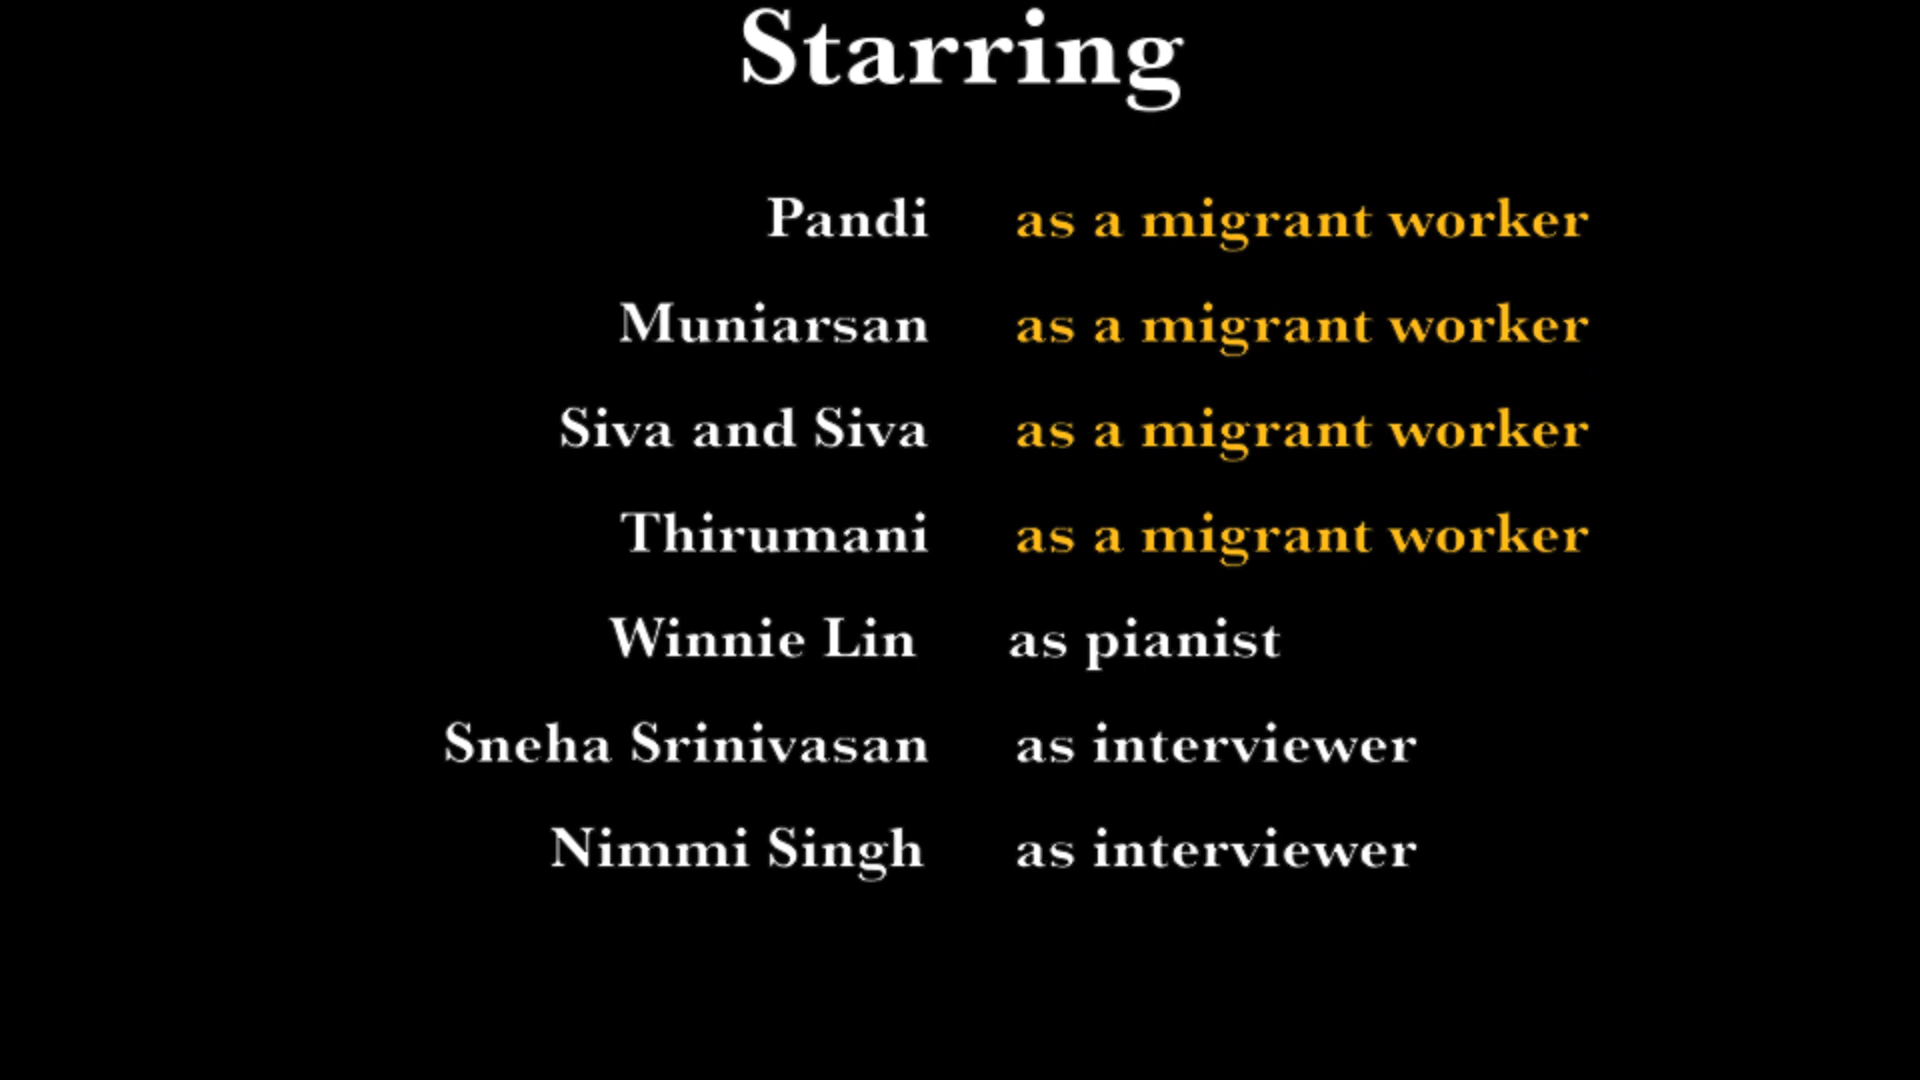 Starring
Pandi as a migrant worker
Muniarsan as a migrant worker
Siva and Siva as a migrant worker
Thirumani as a migrant worker
Winnie Lin as pianist
Sneha Srinivasan as interviewer
Nimmi Singh as interviewer